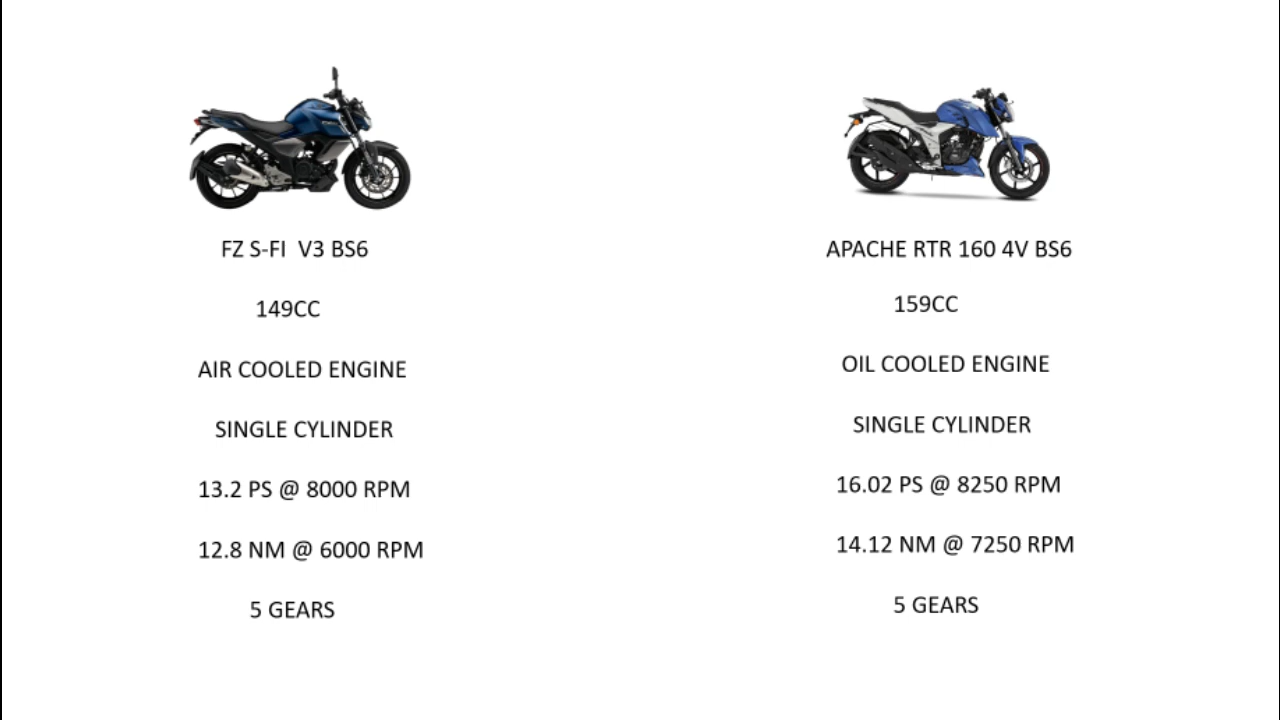 FZ S-FI V3 BS6
149CC
AIR COOLED ENGINE
SINGLE CYLINDER
13.2 PS @ 8000 RPM
12.8 NM @ 6000 RPM
5 GEARS
APACHE RTR 160 4V BS6
159CC
OIL COOLED ENGINE
SINGLE CYLINDER
16.02 PS @ 8250 RPM
14.12 NM @ 7250 RPM
5 GEARS